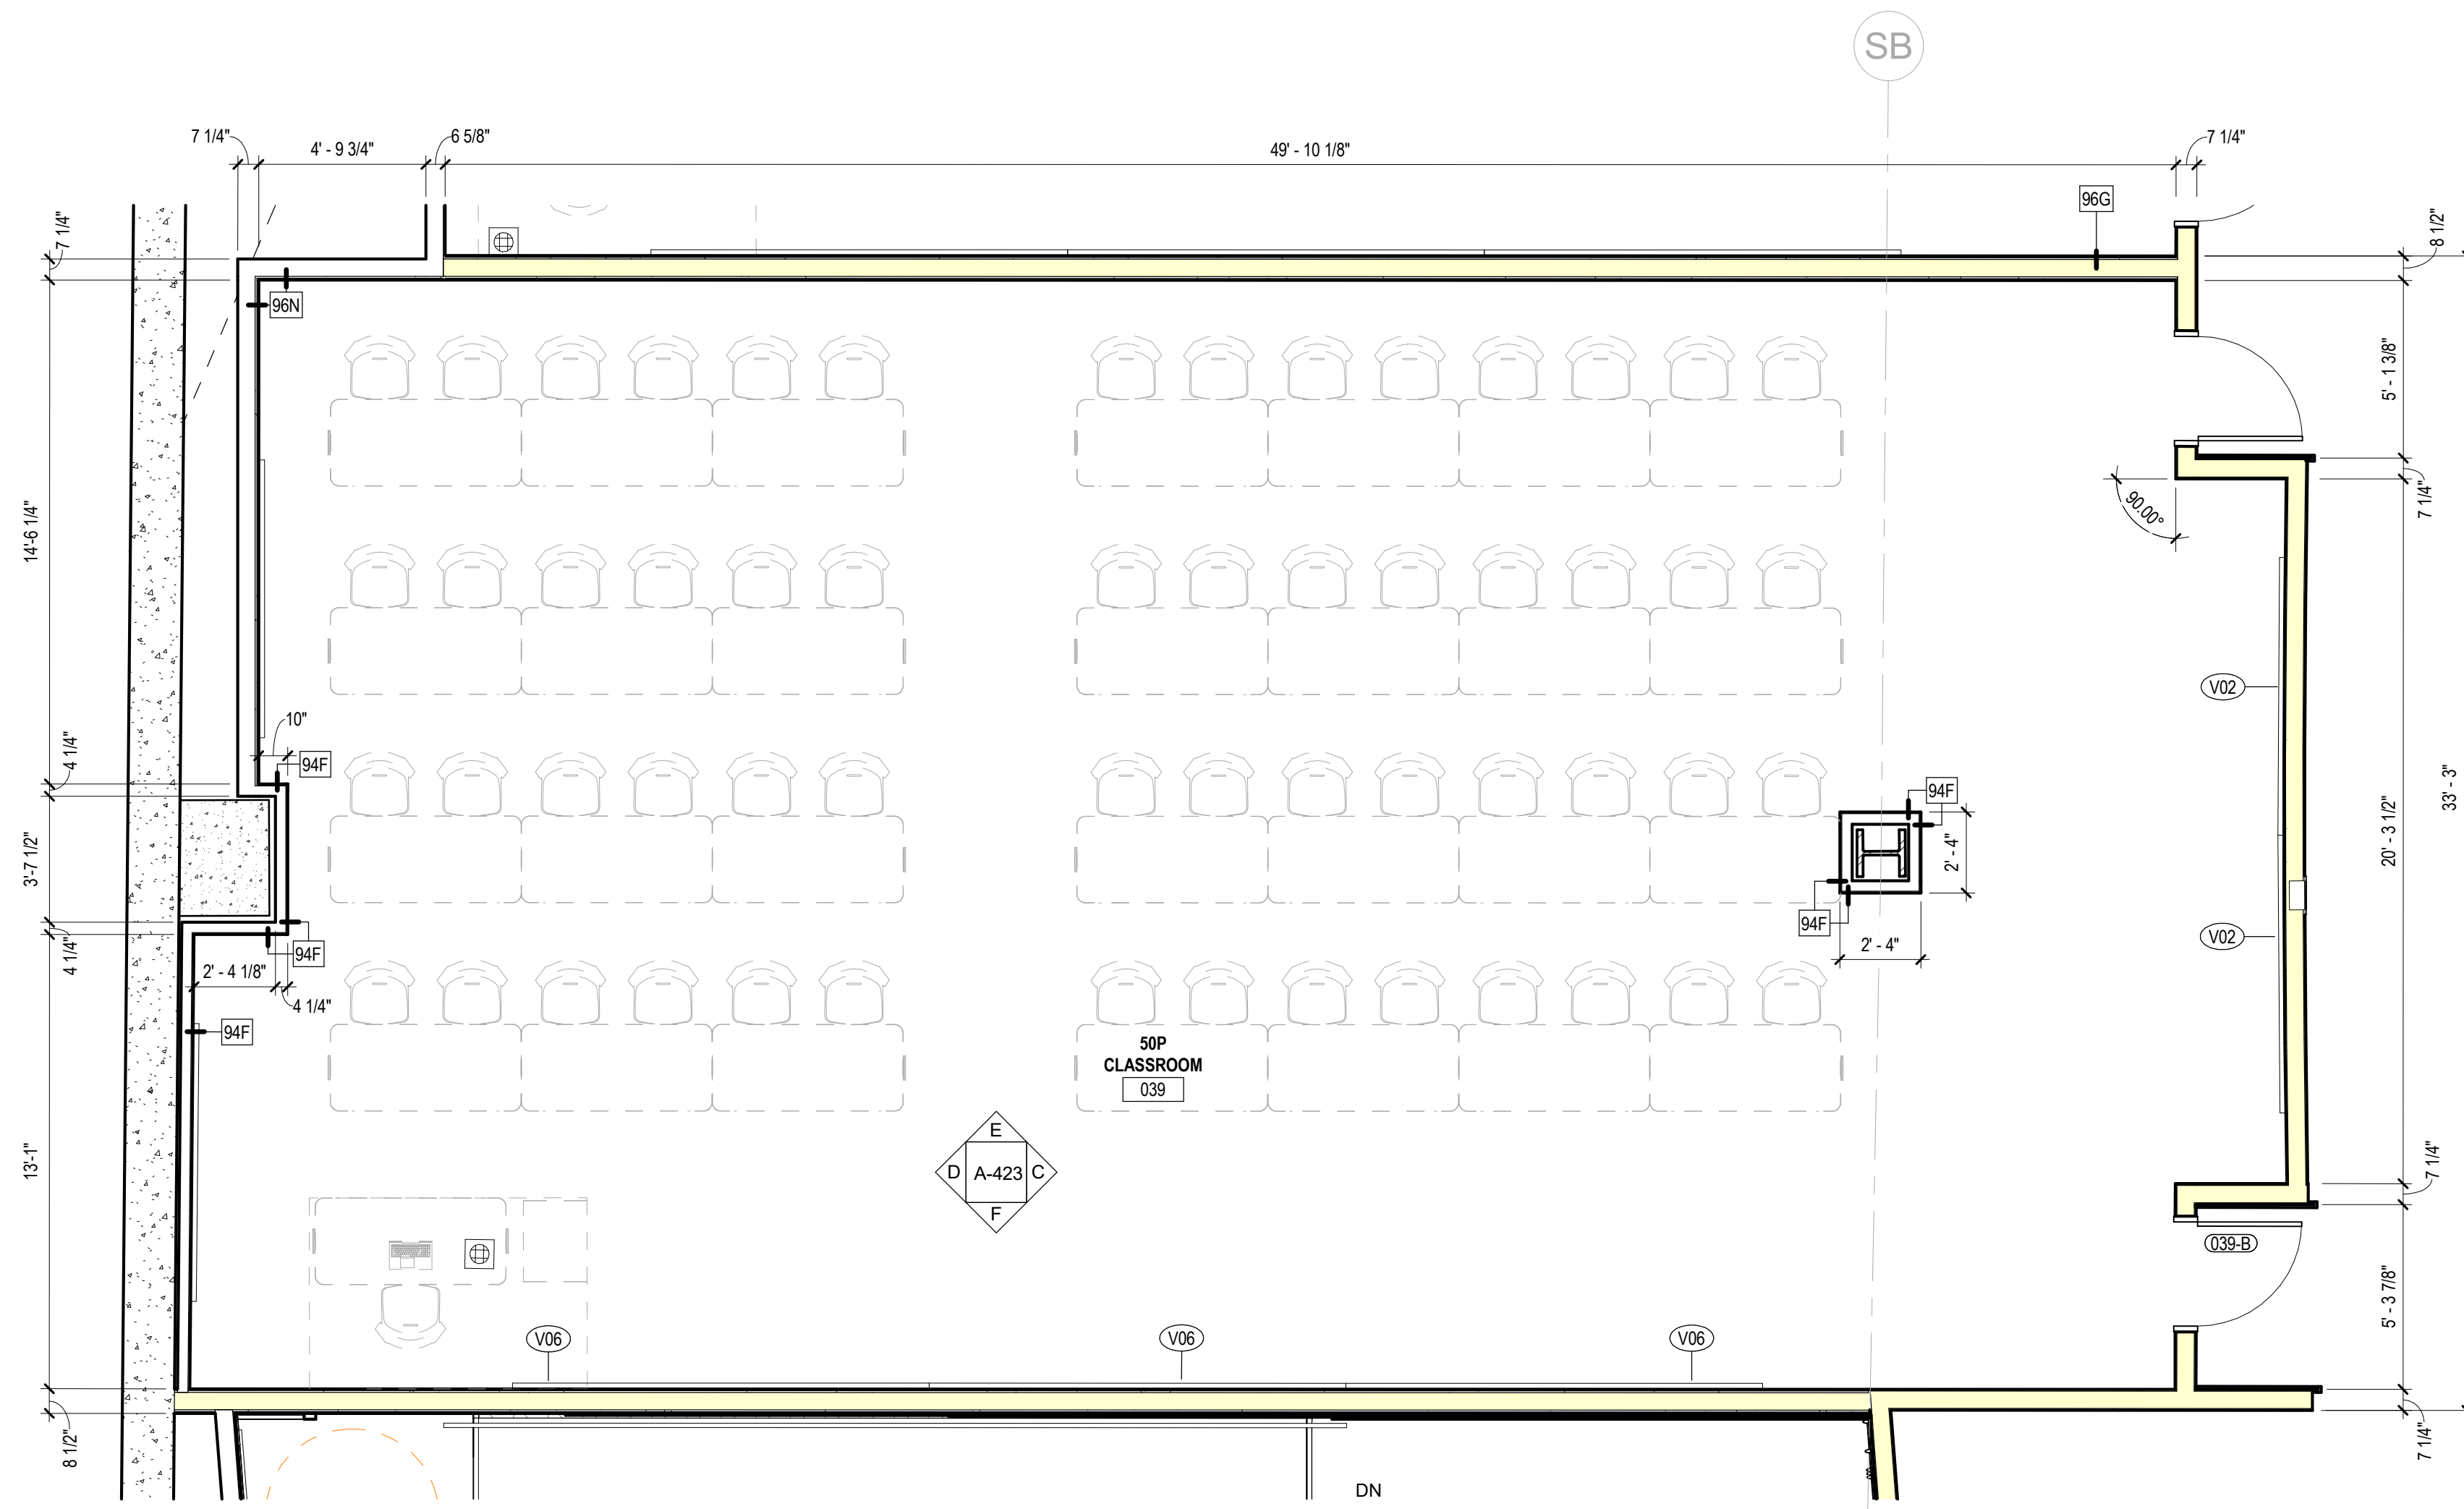 SB
7 1/4"
4' - 9 3/4"
6 5/8"
49' - 10 1/8"
7 1/4"
96G
7 1/4"
8 1/2"
96N
5' - 1 3/8"
14'-6 1/4"
7 1/4"
90.00°
V02
10"
4 1/4"
94F
94F
33' - 3"
20' - 3 1/2"
3'-7 1/2"
2' - 4"
94F
V02
4 1/4"
94F
2' - 4"
2' - 4 1/8"
4 1/4"
94F
50P
CLASSROOM
039
E
D
A-423
C
F
13'-1"
7 1/4"
039-B
5' - 3 7/8"
V06
V06
V06
8 1/2"
7 1/4"
DN